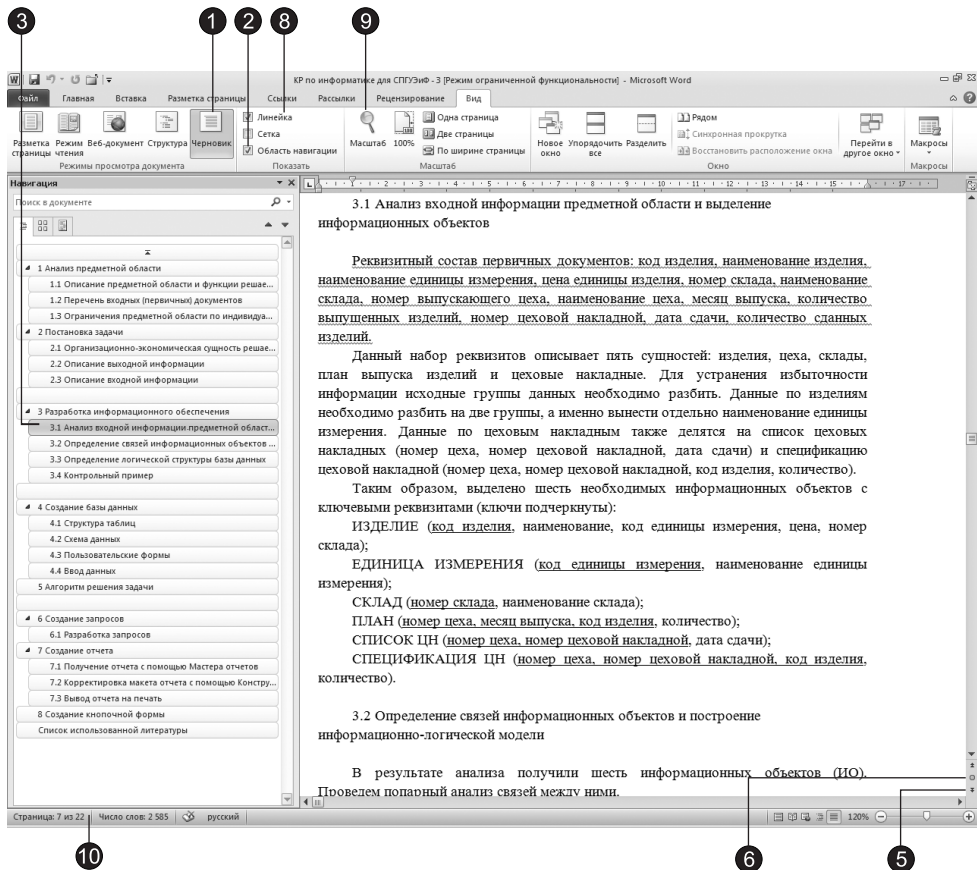 3 1 2 8 9
КР по информатике для СПГУЭиФ - 3 [Режим ограниченной функциональности] - Microsoft Word
Файл Главная Вставка Разметка страницы Ссылки Рассылки Рецензирование Вид
Разметка страницы
Режим чтения
Веб-документ
Структура
Черновик
Режимы просмотра документа
Линейка
Сетка
Область навигации
Показать
Масштаб
100%
Одна страница
Две страницы
По ширине страницы
Масштаб
Новое окно
Упорядочить все
Разделить
Рядом
Синхронная прокрутка
Восстановить расположение окна
Перейти в другое окно
Окно
Макросы
Макросы
Навигация
Поиск в документе
1 Анализ предметной области
1.1 Описание предметной области и функции решае...
1.2 Перечень входных (первичных) документов
1.3 Ограничения предметной области по индивидуа...
2 Постановка задачи
2.1 Организационно-экономическая сущность решае...
2.2 Описание выходной информации
2.3 Описание входной информации
3 Разработка информационного обеспечения
3.1 Анализ входной информации предметной област...
3.2 Определение связей информационных объектов ...
3.3 Определение логической структуры базы данных
3.4 Контрольный пример
4 Создание базы данных
4.1 Структура таблиц
4.2 Схема данных
4.3 Пользовательские формы
4.4 Ввод данных
5 Алгоритм решения задачи
6 Создание запросов
6.1 Разработка запросов
7 Создание отчета
7.1 Получение отчета с помощью Мастера отчетов
7.2 Корректировка макета отчета с помощью Констру...
7.3 Вывод отчета на печать
8 Создание кнопочной формы
Список использованной литературы
1 2 3 4 5 6 7 8 9 10 11 12 13 14 15 17
3.1 Анализ входной информации предметной области и выделение
информационных объектов
Реквизитный состав первичных документов: код изделия, наименование изделия,
наименование единицы измерения, цена единицы изделия, номер склада, наименование
склада, номер выпускающего цеха, наименование цеха, месяц выпуска, количество
выпущенных изделий, номер цеховой накладной, дата сдачи, количество сданных
изделий.
Данный набор реквизитов описывает пять сущностей: изделия, цеха, склады,
план выпуска изделий и цеховые накладные. Для устранения избыточности
информации исходные группы данных необходимо разбить. Данные по изделиям
необходимо разбить на две группы, а именно вынести отдельно наименование единицы
измерения. Данные по цеховым накладным также делятся на список цеховых
накладных (номер цеха, номер цеховой накладной, дата сдачи) и спецификацию
цеховой накладной (номер цеха, номер цеховой накладной, код изделия, количество).
Таким образом, выделено шесть необходимых информационных объектов с
ключевыми реквизитами (ключи подчеркнуты):
ИЗДЕЛИЕ (код изделия, наименование, код единицы измерения, цена, номер
склада);
ЕДИНИЦА ИЗМЕРЕНИЯ (код единицы измерения, наименование единицы
измерения);
СКЛАД (номер склада, наименование склада);
ПЛАН (номер цеха, месяц выпуска, код изделия, количество);
СПИСОК ЦН (номер цеха, номер цеховой накладной, дата сдачи);
СПЕЦИФИКАЦИЯ ЦН (номер цеха, номер цеховой накладной, код изделия,
количество).
3.2 Определение связей информационных объектов и построение
информационно-логической модели
В результате анализа получили шесть информационных объектов (ИО).
Проведем попарный анализ связей между ними.
Страница: 7 из 22 Число слов: 2 585 русский 120%
10 6 5